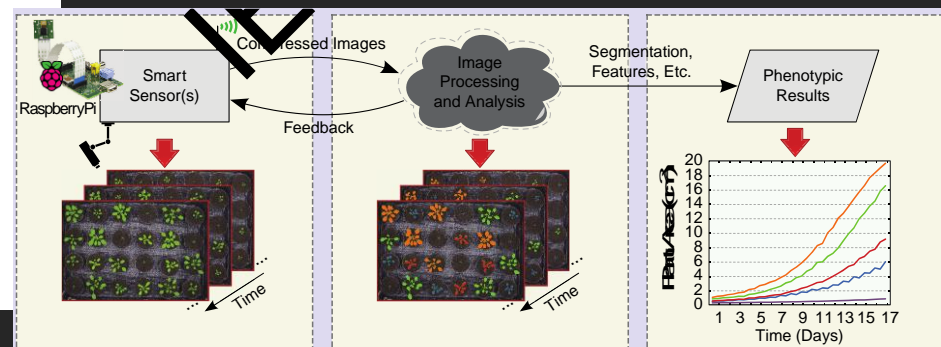 Compressed Images
Smart
Sensor(s)
RaspberryPi
Feedback
Image
Processing
and Analysis
Segmentation,
Features, Etc.
Phenotypic
Results
...
Time
...
...
Time
...
20
18
16
14
12
10
8
6
4
2
0
1 3 5 7 9 11 13 15 17
Time (Days)